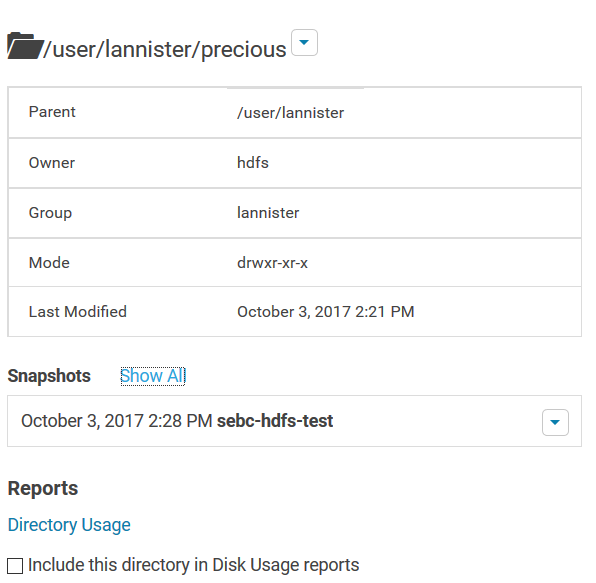 /user/lannister/precious
Parent /user/lannister
Owner hdfs
Group lannister
Mode drwxr-xr-x
Last Modified October 3, 2017 2:21 PM
Snapshots Show All
October 3, 2017 2:28 PM sebc-hdfs-test
Reports
Directory Usage
Include this directory in Disk Usage reports